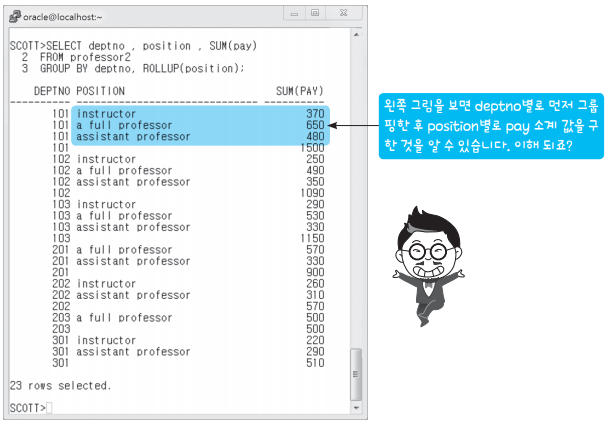 oracle@localhost:~
SCOTT>SELECT deptno , position , SUM(pay)
2 FROM professor2
3 GROUP BY deptno, ROLLUP(position);
DEPTNO POSITION SUM(PAY)
---------- ------------------------------ ----------
101 instructor 370
101 a full professor 650
101 assistant professor 480
101 1500
102 instructor 250
102 a full professor 490
102 assistant professor 350
102 1090
103 instructor 290
103 a full professor 530
103 assistant professor 330
103 1150
201 a full professor 570
201 assistant professor 330
201 900
202 instructor 260
202 assistant professor 310
202 570
203 a full professor 500
203 500
301 instructor 220
301 assistant professor 290
301 510
23 rows selected.
SCOTT>
왼쪽 그림을 보면 deptno별로 먼저 그룹
핑한 후 position별로 pay 소계 값을 구
한 것을 알 수 있습니다. 이해 되죠?